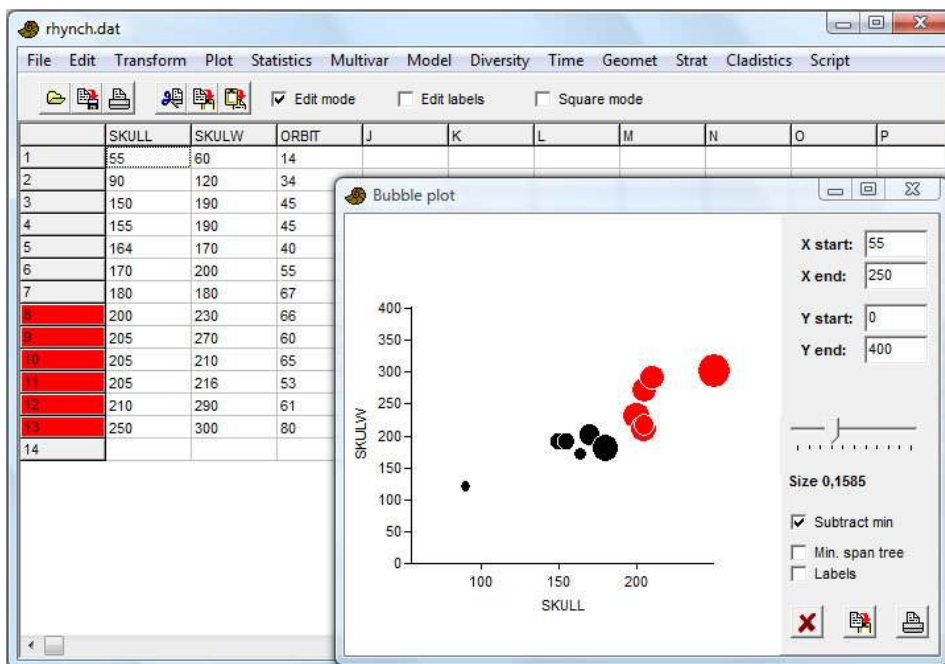 rhynch.dat
File Edit Transform Plot Statistics Multivar Model Diversity Time Geomet Strat Cladistics Script
Edit mode Edit labels Square mode
SKULL SKULW ORBIT J K L M N O P
1 55 60 14
2 90 120 34
3 150 190 45
4 155 190 45
5 164 170 40
6 170 200 55
7 180 180 67
8 200 230 66
9 205 270 60
10 205 210 65
11 205 216 53
12 210 290 61
13 250 300 80
14
Bubble plot
X start: 55
X end: 250
Y start: 0
Y end: 400
400
350
300
250
200
150
100
50
0
SKULW
100 150 200
SKULL
Size 0,1585
Subtract min
Min. span tree
Labels